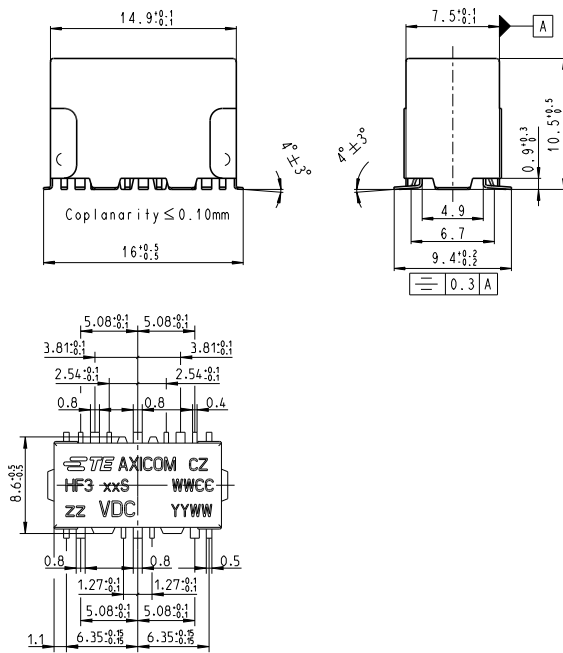 14.9+0.1-0.1
7.5+0.1-0.1
A
4°±3°
4°±3°
0.9+0.3 0
10.5+0.5 0
Coplanarity≤0.10mm
4.9
16+0.5-0.5
6.7
9.4+0.2-0.2
0.3 A
5.08+0.1-0.1 5.08+0.1-0.1
3.81+0.1-0.1 3.81+0.1-0.1
2.54+0.1-0.1 2.54+0.1-0.1
0.8 0.8 0.4
8.6+0.5-0.5
TE AXICOM CZ
HF3 xxS WWCC
zz VDC YYWW
0.8 0.8 0.5
1.27+0.1-0.1 1.27+0.1-0.1
5.08+0.1-0.1 5.08+0.1-0.1
1.1 6.35+0.15-0.15 6.35+0.15-0.15